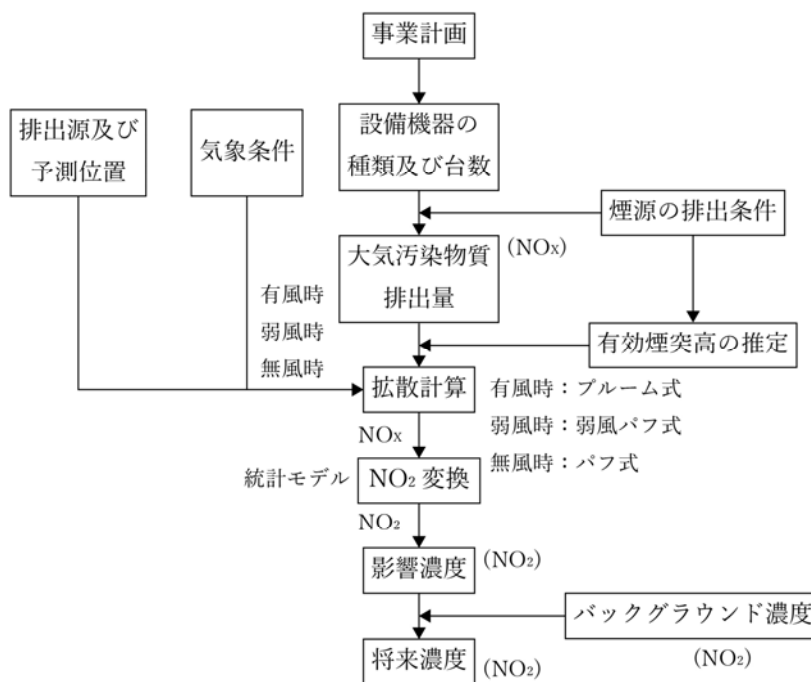 事業計画
排出源及び
予測位置
気象条件
設備機器の
種類及び台数
煙源の排出条件
大気汚染物質
排出量
(NOx)
有風時
弱風時
無風時
有効煙突高の推定
拡散計算
有風時：プルーム式
弱風時：弱風パフ式
無風時：パフ式
NOx
統計モデル
NO₂変換
NO₂
影響濃度
(NO₂)
バックグラウンド濃度
(NO₂)
将来濃度
(NO₂)